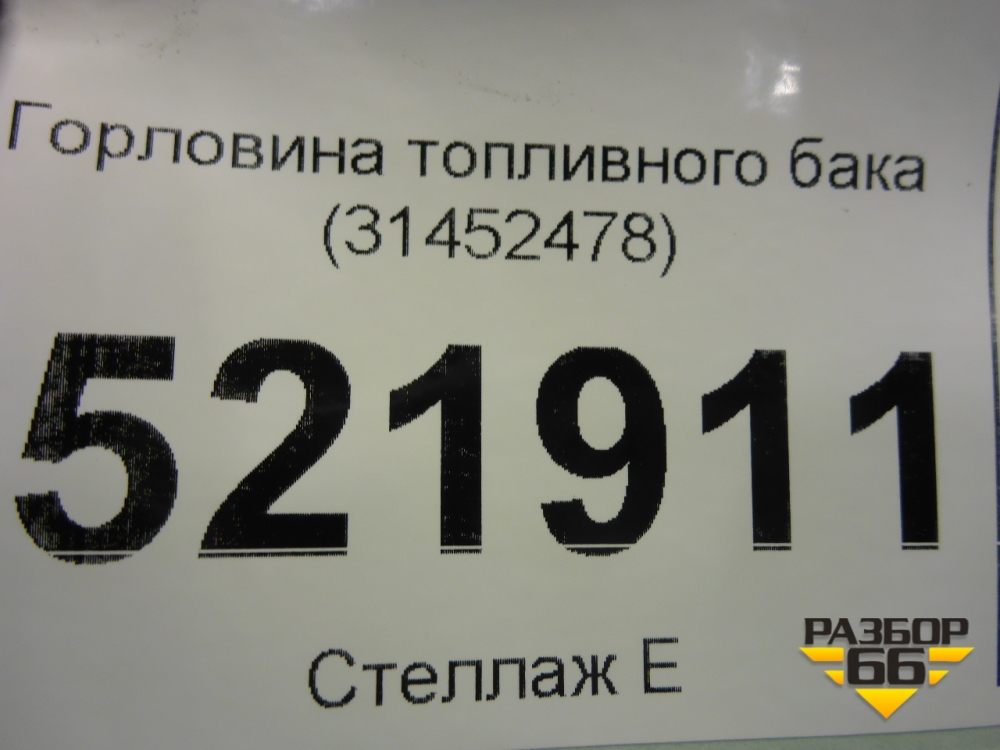 Горловина топливного бака
(31452478)
521911
Стеллаж Е
РАЗБОР
66